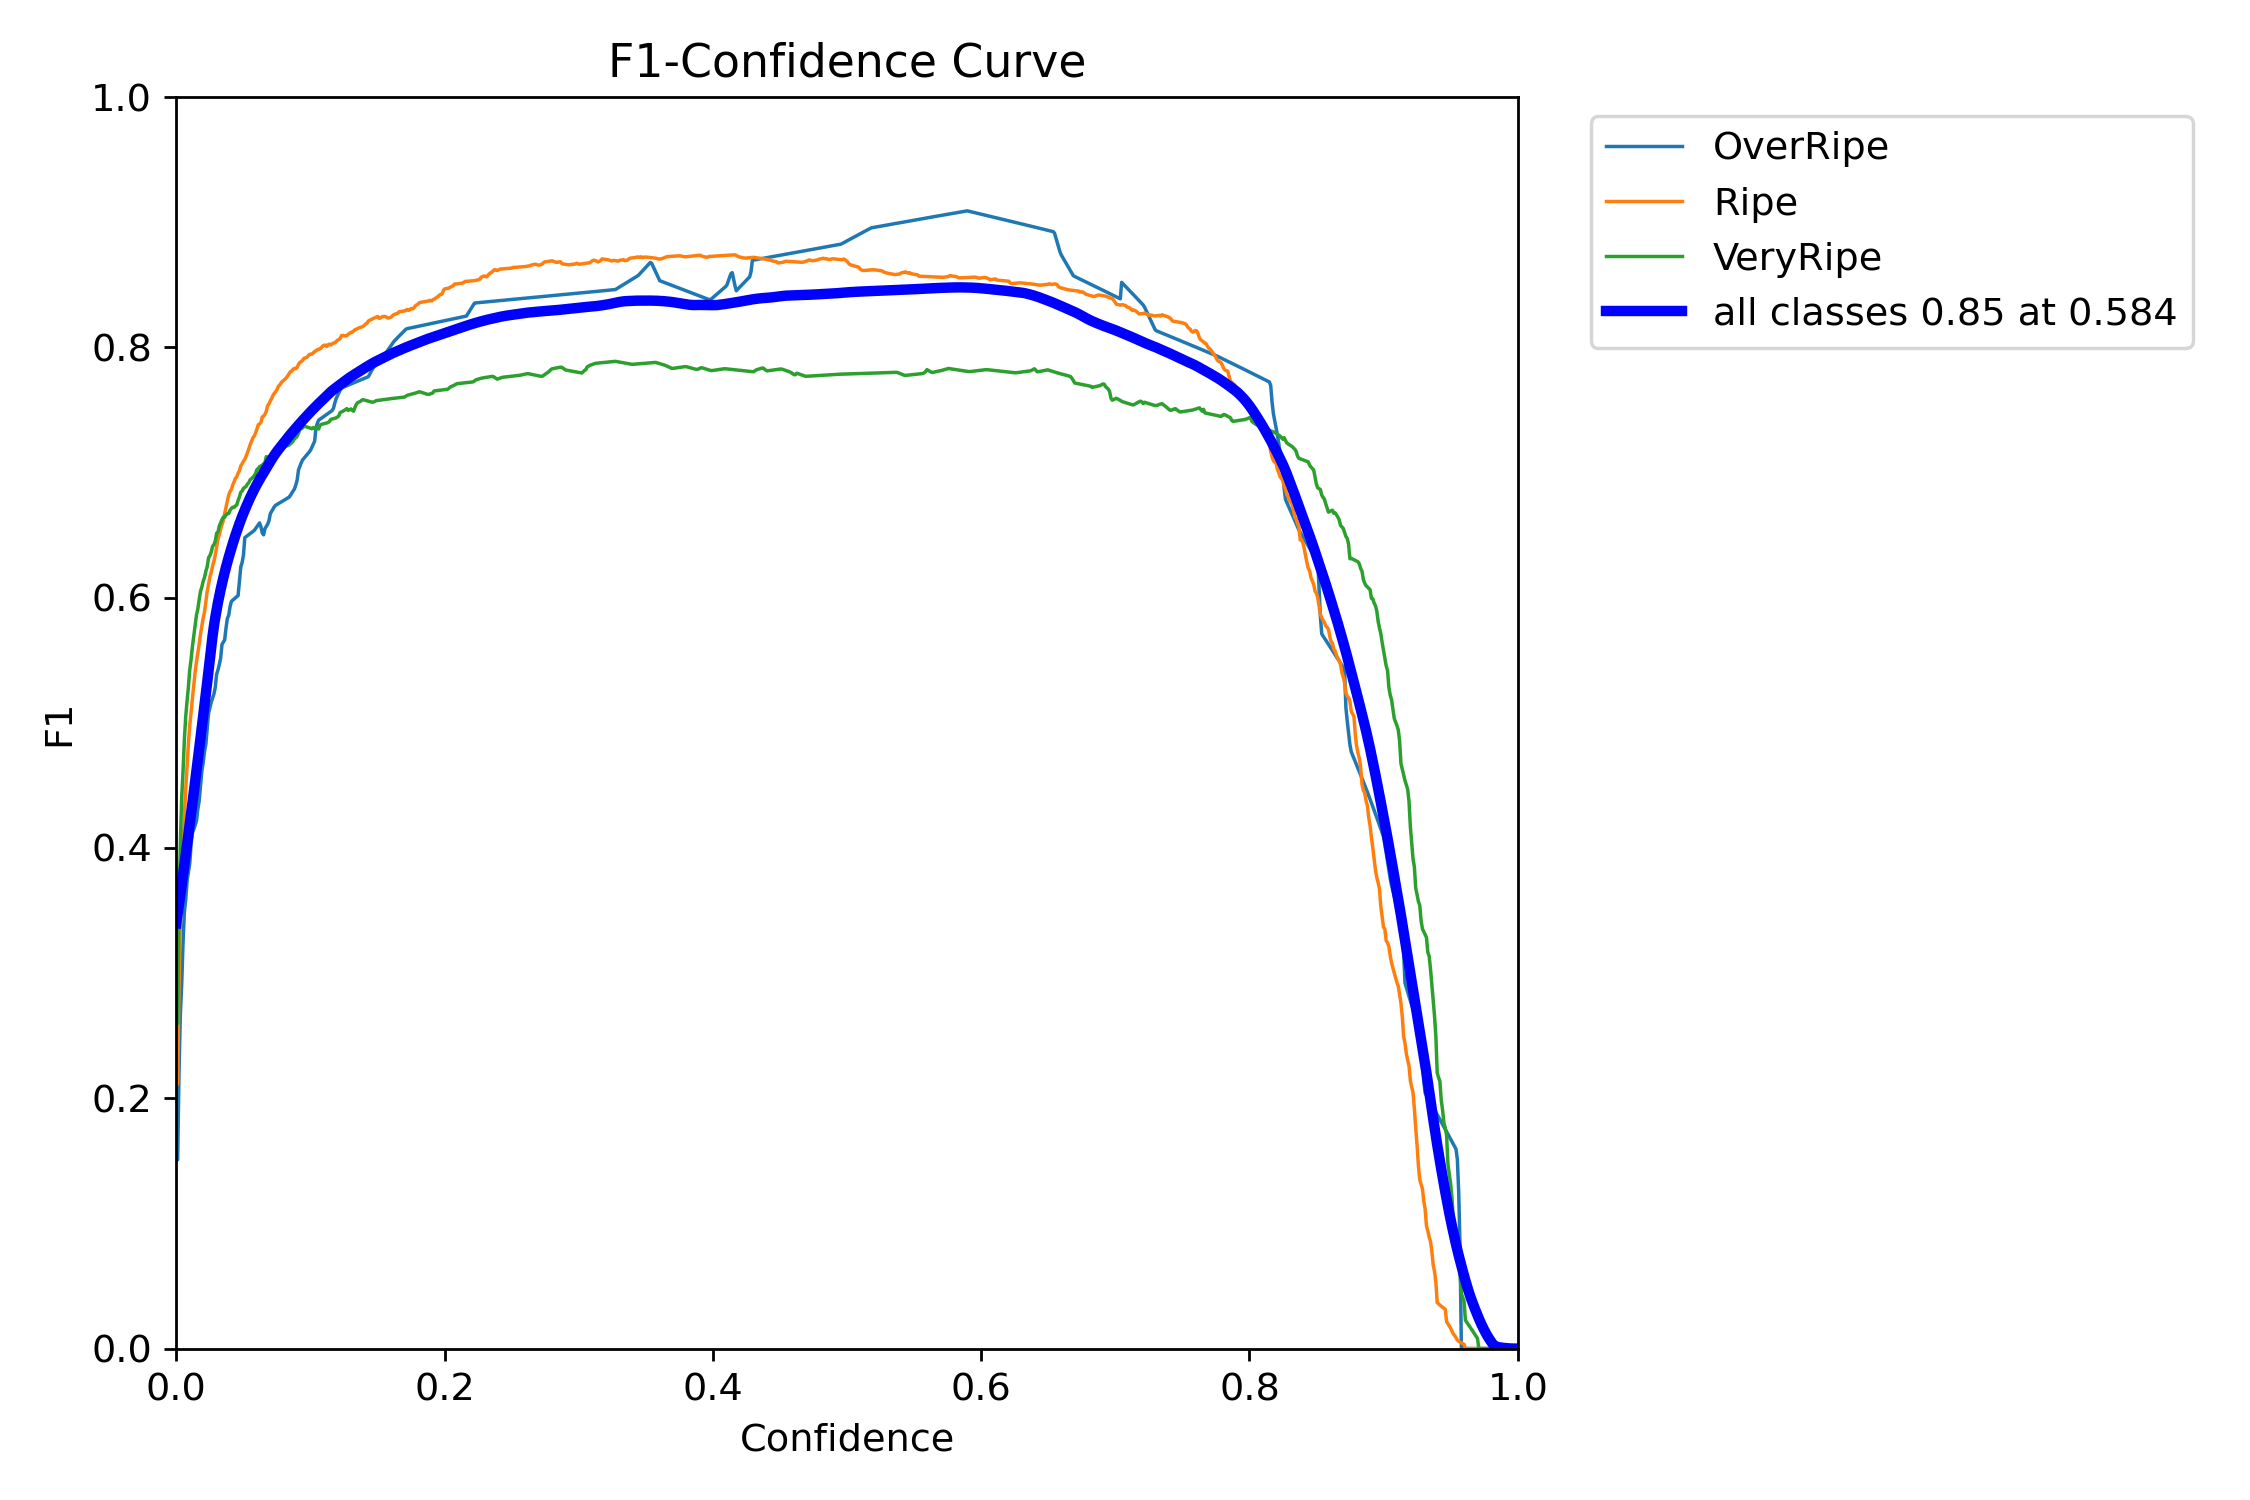 F1-Confidence Curve
1.0
0.8
0.6
0.4
0.2
0.0
F1
0.0 0.2 0.4 0.6 0.8 1.0
Confidence
OverRipe
Ripe
VeryRipe
all classes 0.85 at 0.584